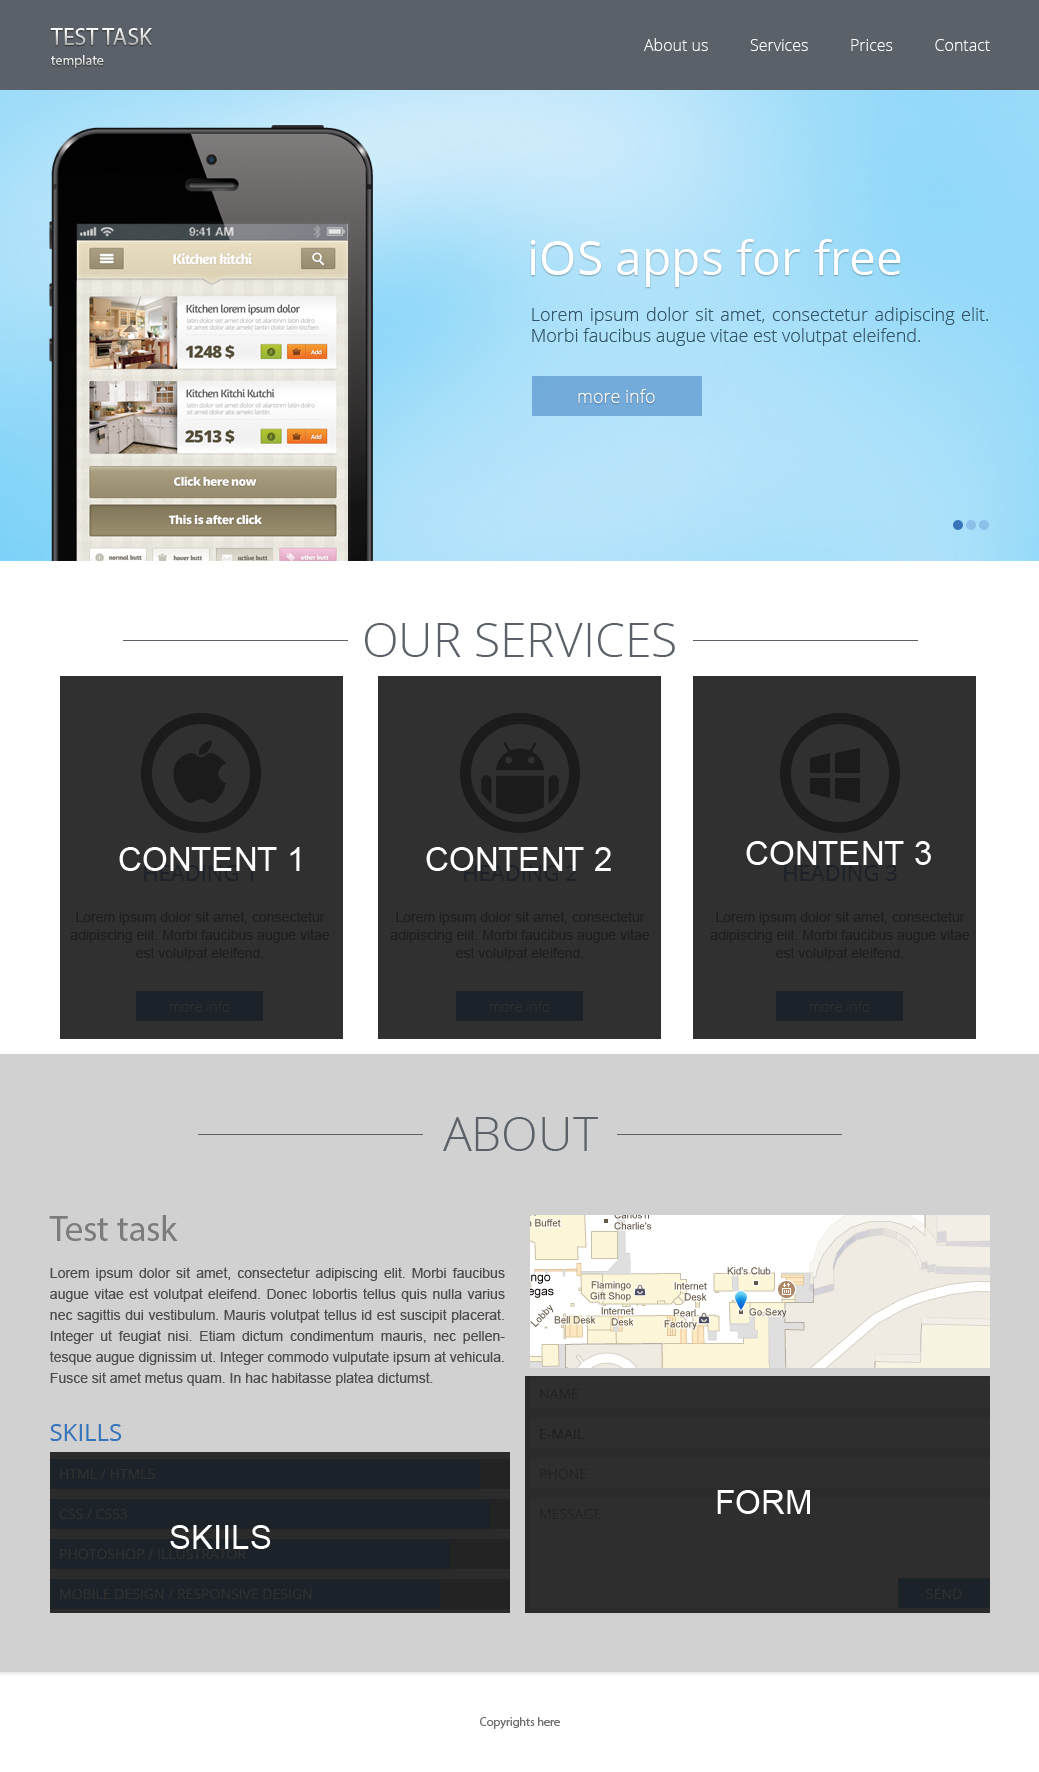 TEST TASK
template
About us
Services
Prices
Contact
9:41 AM
Kitchen kitchi
Kitchen lorem ipsum dolor
1248 $
Add
Kitchen Kitchi Kutchi
2513 $
Add
Click here now
This is after click
normal butt
hover butt
active butt
other butt
iOS apps for free
Lorem ipsum dolor sit amet, consectetur adipiscing elit.
Morbi faucibus augue vitae est volutpat eleifend.
more info
OUR SERVICES
CONTENT 1
HEADING 1
Lorem ipsum dolor sit amet, consectetur
adipiscing elit. Morbi faucibus augue vitae
est volutpat eleifend.
more info
CONTENT 2
HEADING 2
Lorem ipsum dolor sit amet, consectetur
adipiscing elit. Morbi faucibus augue vitae
est volutpat eleifend.
more info
CONTENT 3
HEADING 3
Lorem ipsum dolor sit amet, consectetur
adipiscing elit. Morbi faucibus augue vitae
est volutpat eleifend.
more info
ABOUT
Test task
Lorem ipsum dolor sit amet, consectetur adipiscing elit. Morbi faucibus
augue vitae est volutpat eleifend. Donec lobortis tellus quis nulla varius
nec sagittis dui vestibulum. Mauris volutpat tellus id est suscipit placerat.
Integer ut feugiat nisi. Etiam dictum condimentum mauris, nec pellen-
tesque augue dignissim ut. Integer commodo vulputate ipsum at vehicula.
Fusce sit amet metus quam. In hac habitasse platea dictumst.
SKILLS
HTML / HTML5
CSS / CSS3
SKIILS
PHOTOSHOP / ILLUSTRATOR
MOBILE DESIGN / RESPONSIVE DESIGN
Buffet
Carlos n
Charlie's
Kid's Club
ngo
egas
Flamingo
Gift Shop
Internet
Desk
Go Sexy
Lobby
Bell Desk
Internet
Desk
Pearl
Factory
NAME
E-MAIL
PHONE
MESSAGE
FORM
SEND
Copyrights here